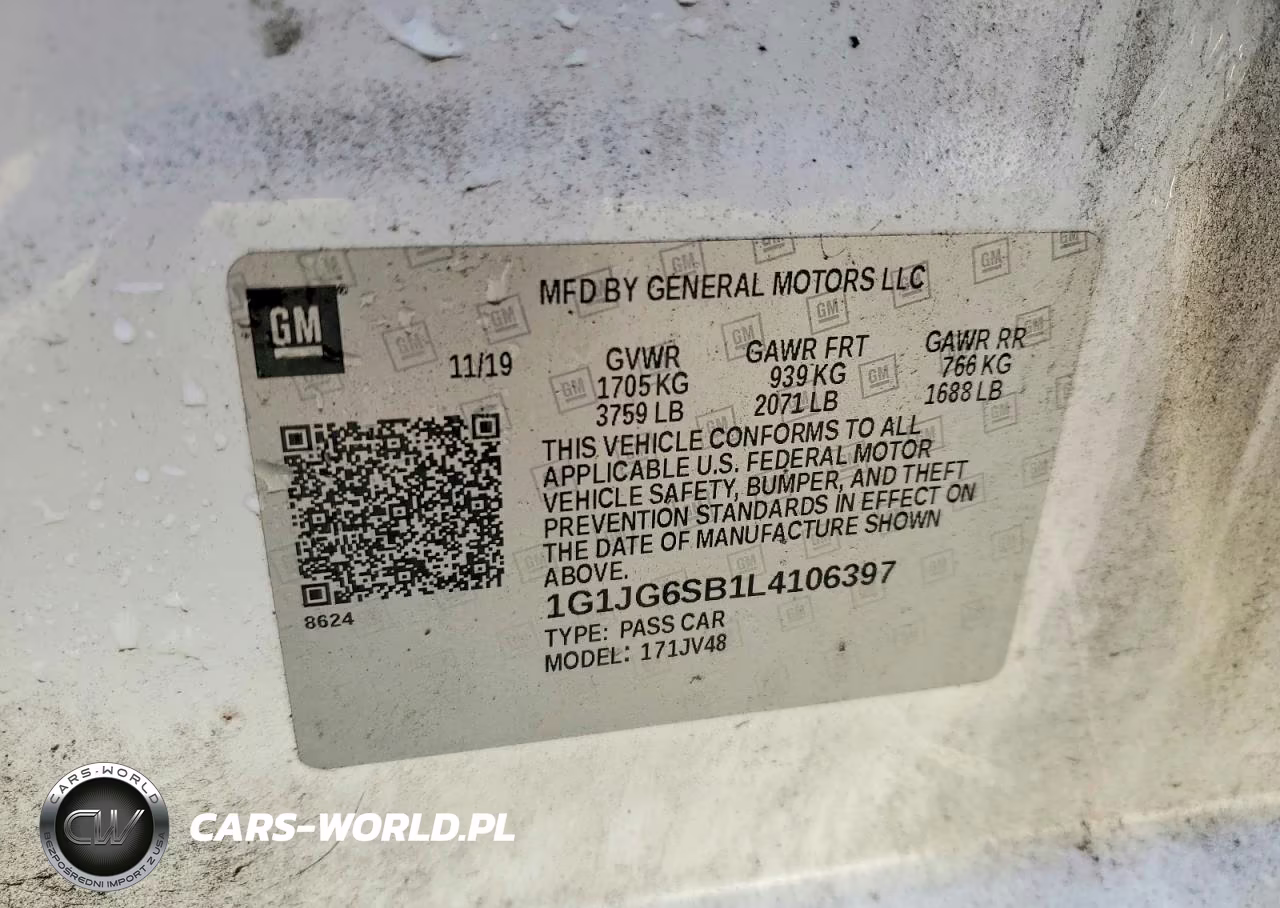 MFD BY GENERAL MOTORS LLC
GM
11/19
GVWR
1705 KG
3759 LB
GAWR FRT
939 KG
2071 LB
GAWR RR
766 KG
1688 LB
THIS VEHICLE CONFORMS TO ALL
APPLICABLE U.S. FEDERAL MOTOR
VEHICLE SAFETY, BUMPER, AND THEFT
PREVENTION STANDARDS IN EFFECT ON
THE DATE OF MANUFACTURE SHOWN
ABOVE.
1G1JG6SB1L4106397
8624
TYPE: PASS CAR
MODEL: 171JV48
CARS-WORLD
CW
BEZPOŚREDNI IMPORT Z USA
CARS-WORLD.PL